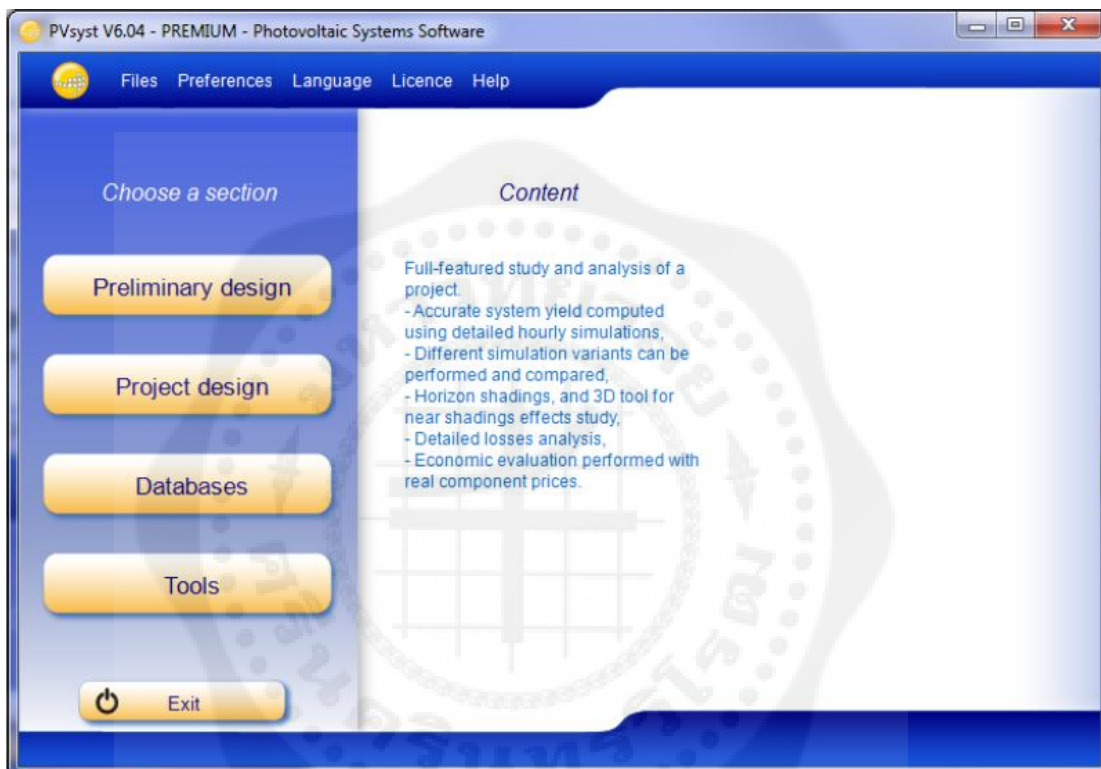 PVsyst V6.04 - PREMIUM - Photovoltaic Systems Software
Files Preferences Language Licence Help
Choose a section
Preliminary design
Project design
Databases
Tools
Exit
Content
Full-featured study and analysis of a
project.
- Accurate system yield computed
using detailed hourly simulations,
- Different simulation variants can be
performed and compared,
- Horizon shadings, and 3D tool for
near shadings effects study,
- Detailed losses analysis,
- Economic evaluation performed with
real component prices.